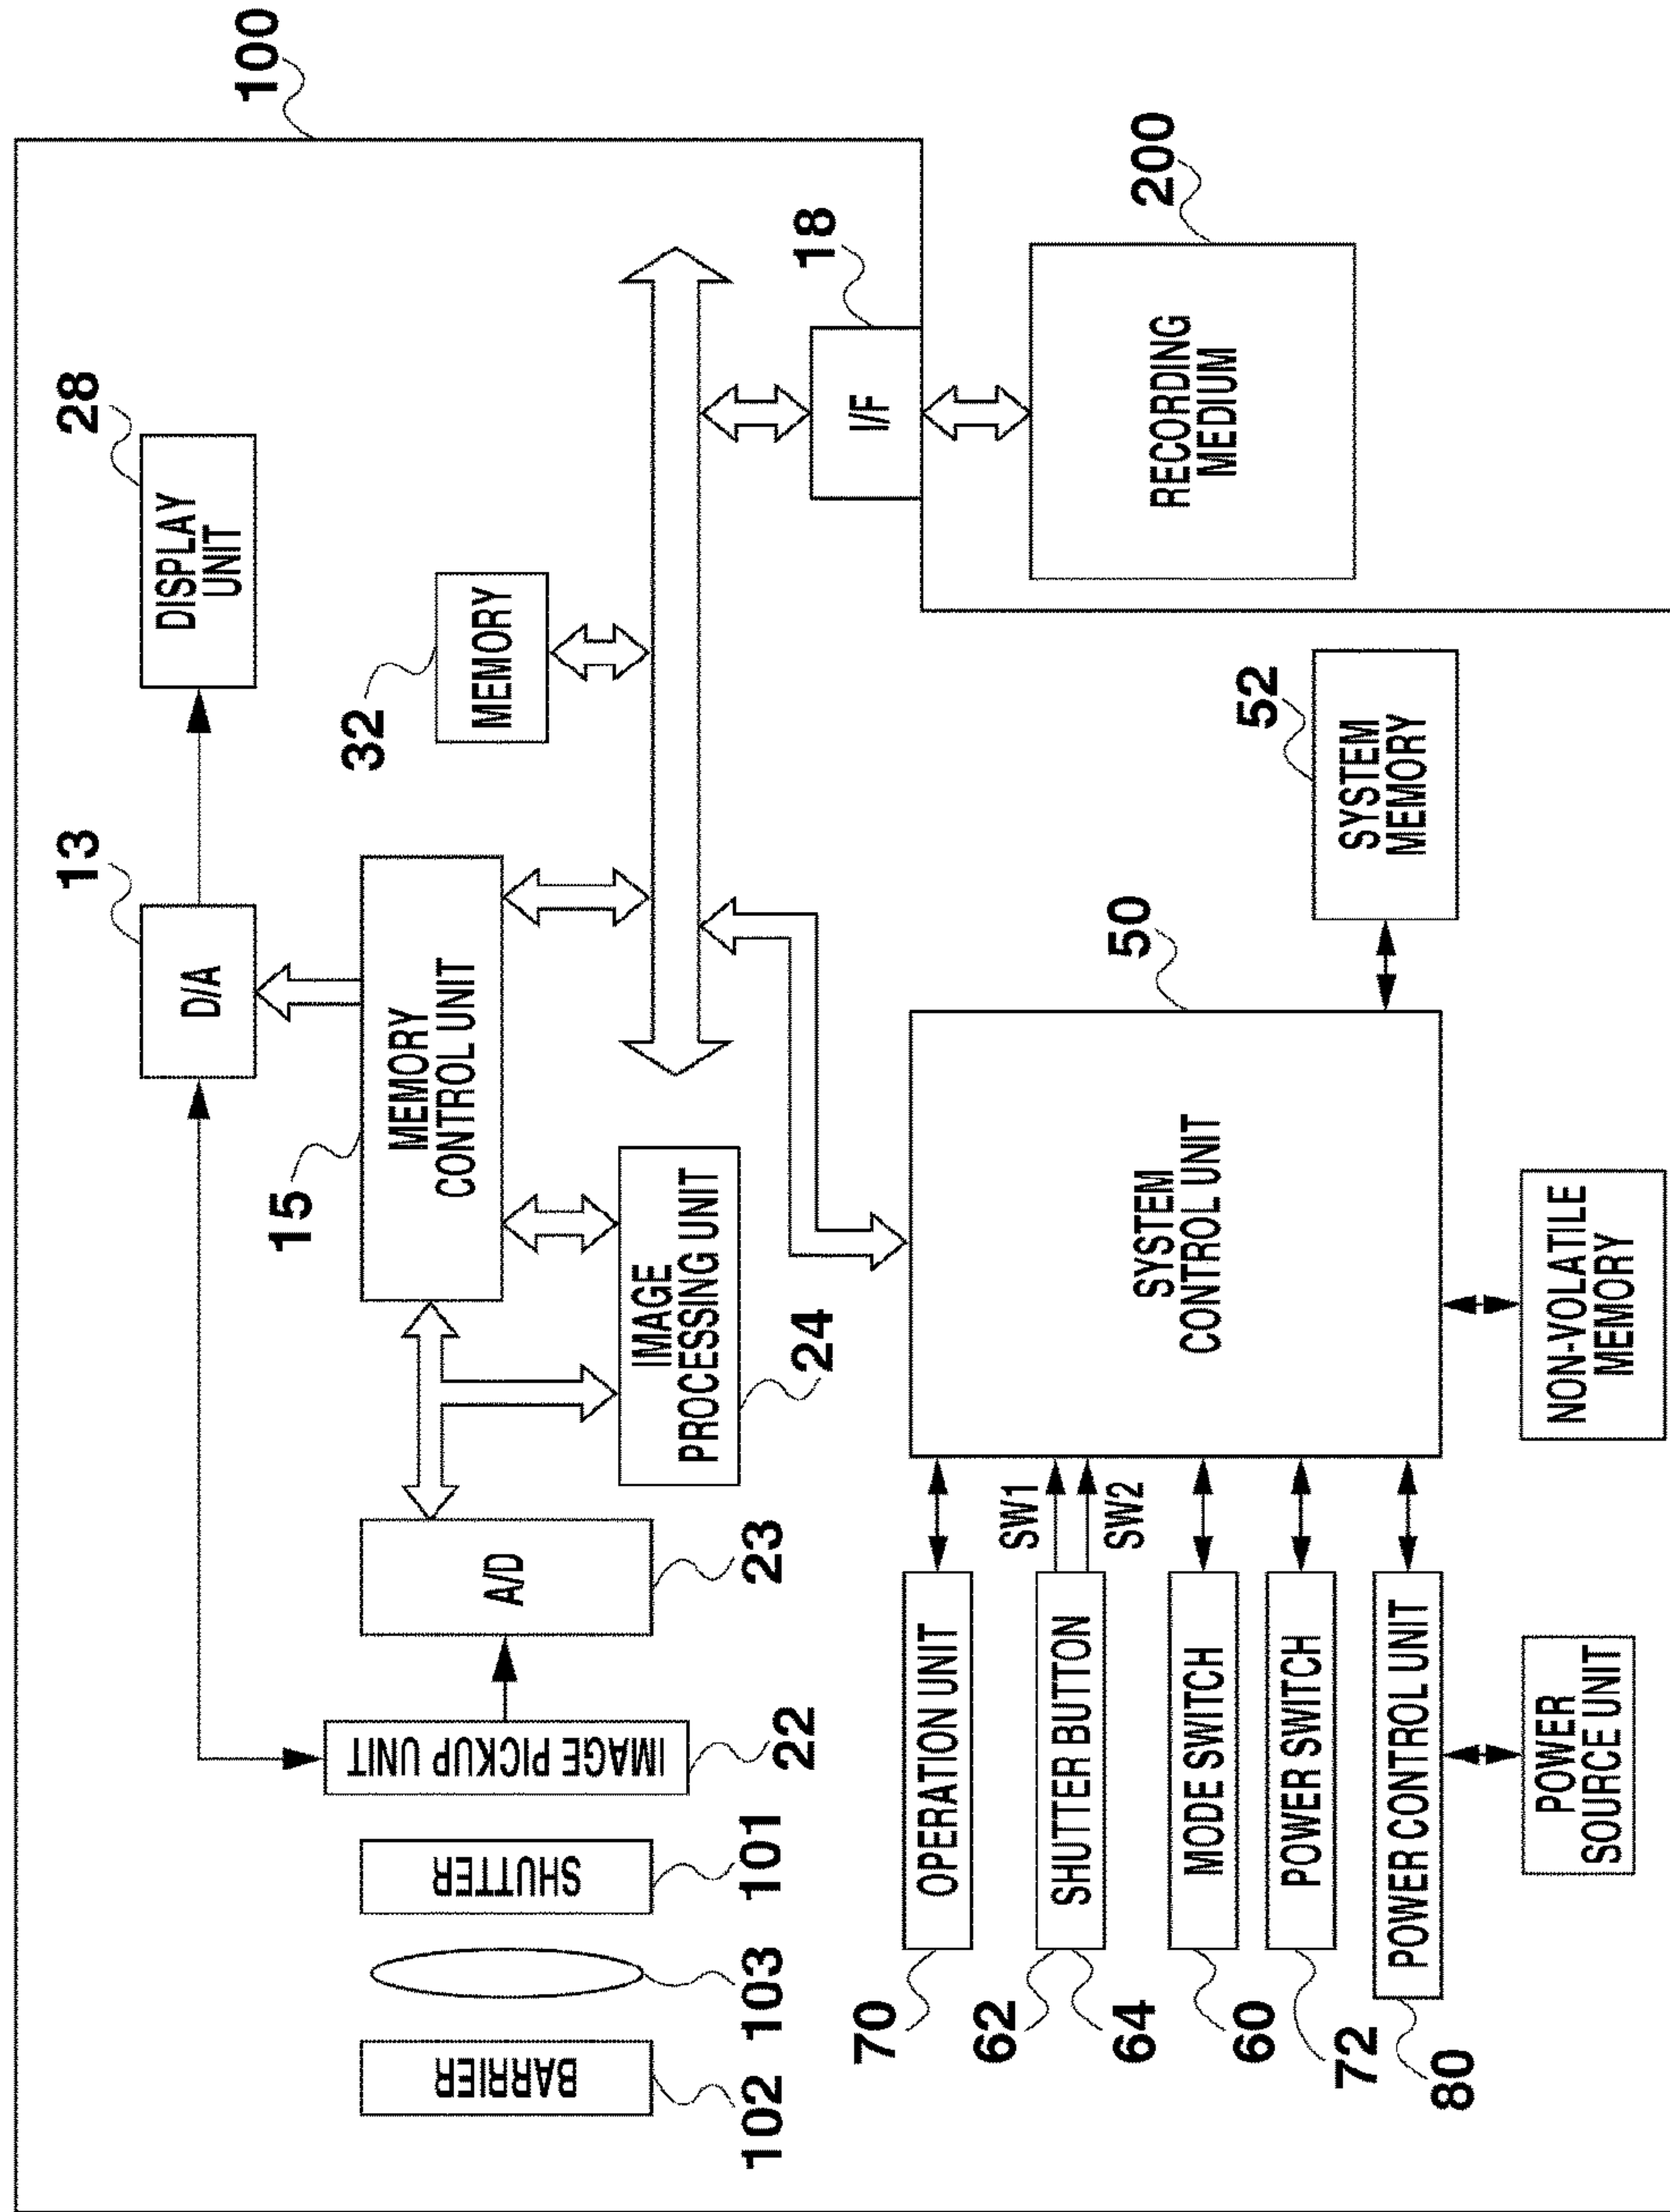 100
13
28
D/A
DISPLAY
UNIT
15
MEMORY
CONTROL UNIT
32
MEMORY
BARRIER
SHUTTER
IMAGE PICKUP UNIT
A/D
102
103
101
22
23
IMAGE
PROCESSING UNIT
24
18
I/F
200
RECORDING
MEDIUM
70
OPERATION UNIT
62
64
SHUTTER BUTTON
SW1
SW2
60
MODE SWITCH
72
POWER SWITCH
80
POWER CONTROL UNIT
50
SYSTEM
CONTROL UNIT
52
SYSTEM
MEMORY
POWER
SOURCE UNIT
NON-VOLATILE
MEMORY